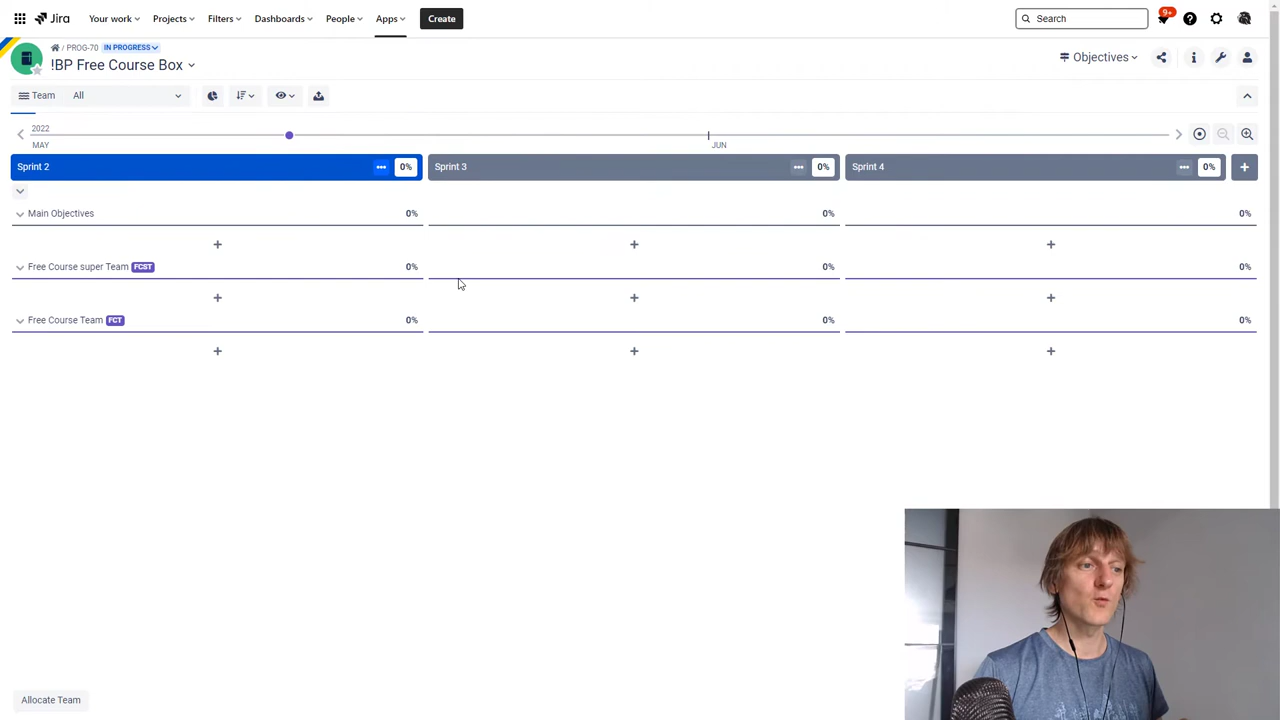 Jira Your work Projects Filters Dashboards People Apps Create Search 9+
/ PROG-70 IN PROGRESS
!BP Free Course Box Objectives
Team All
2022
MAY JUN
Sprint 2 0% Sprint 3 0% Sprint 4 0%
Main Objectives 0% 0% 0%
Free Course super Team FCST 0% 0% 0%
Free Course Team FCT 0% 0% 0%
Allocate Team